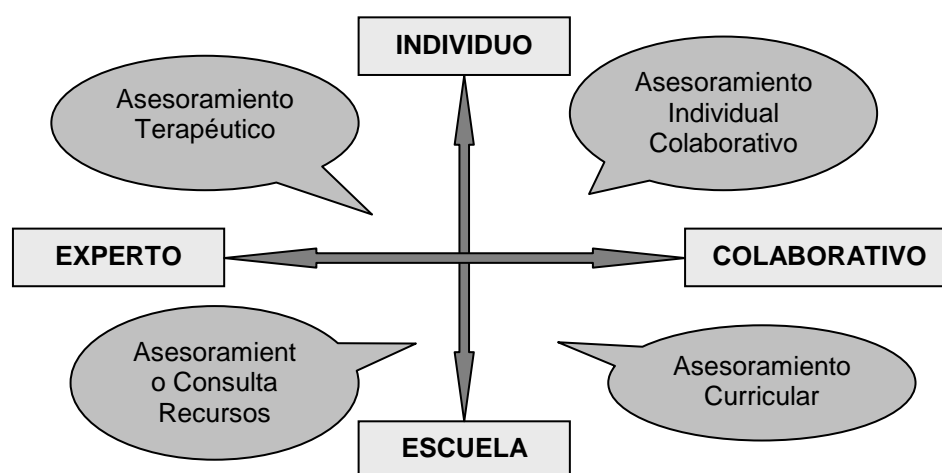 INDIVIDUO
Asesoramiento
Terapéutico
Asesoramiento
Individual
Colaborativo
EXPERTO
COLABORATIVO
Asesoramient
o Consulta
Recursos
Asesoramiento
Curricular
ESCUELA